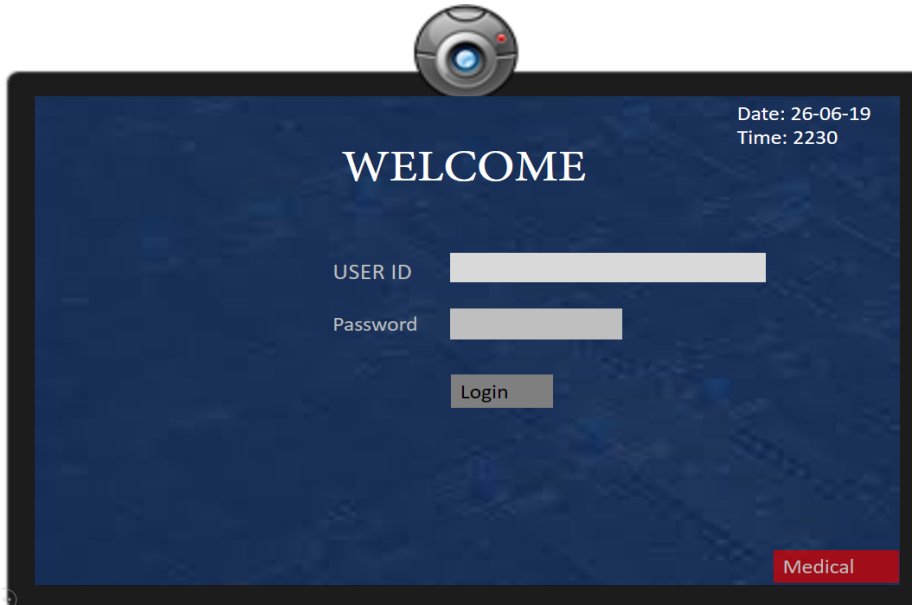 Date: 26-06-19
Time: 2230
WELCOME
USER ID
Password
Login
Medical